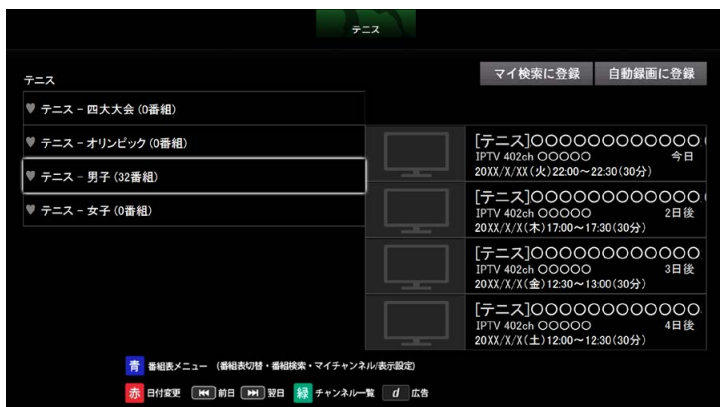 テニス
テニス
マイ検索に登録
自動録画に登録
テニス – 四大大会 (0番組)
テニス – オリンピック (0番組)
テニス – 男子 (32番組)
テニス – 女子 (0番組)
[テニス]〇〇〇〇〇〇〇〇〇〇〇〇
IPTV 402ch 〇〇〇〇〇 今日
20XX/X/XX(火)22:00～22:30(30分)
[テニス]〇〇〇〇〇〇〇〇〇〇〇〇
IPTV 402ch 〇〇〇〇〇 2日後
20XX/X/X(木)17:00～17:30(30分)
[テニス]〇〇〇〇〇〇〇〇〇〇〇〇
IPTV 402ch 〇〇〇〇〇 3日後
20XX/X/X(金)12:30～13:00(30分)
[テニス]〇〇〇〇〇〇〇〇〇〇〇〇
IPTV 402ch 〇〇〇〇〇 4日後
20XX/X/X(土)12:00～12:30(30分)
青 番組表メニュー (番組表切替・番組検索・マイチャンネル/表示設定)
赤 日付変更 ⏮ 前日 ⏭ 翌日 緑 チャンネル一覧 d 広告